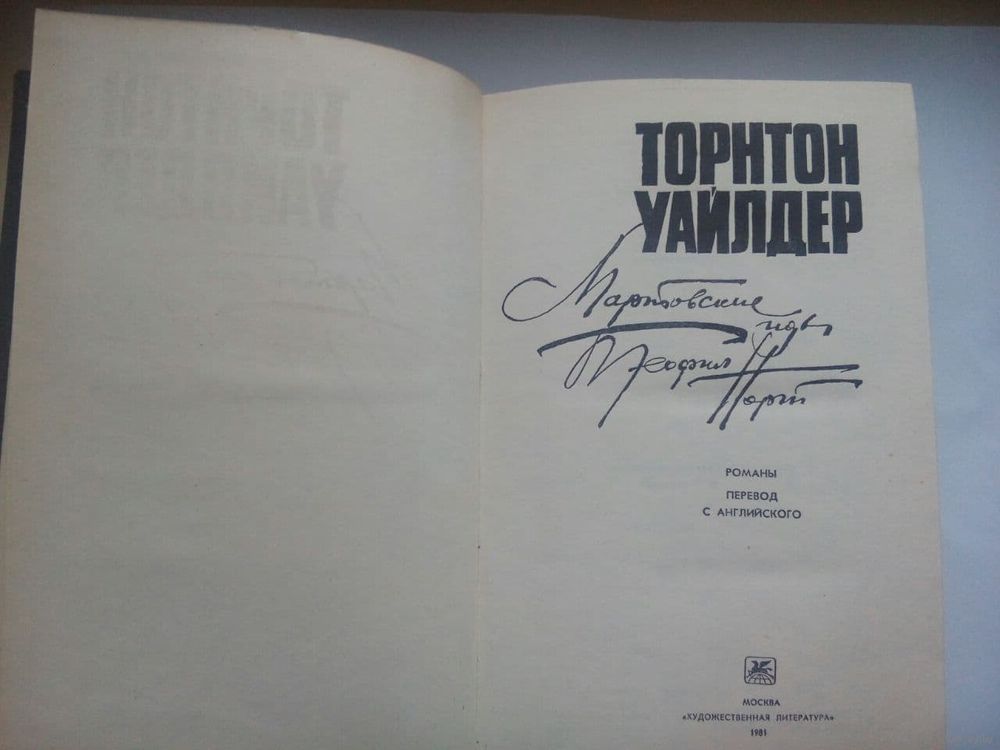 ТОРНТОН
УАЙЛДЕР
Мартовские
иды
Теофил
Норт
РОМАНЫ
ПЕРЕВОД
С АНГЛИЙСКОГО
МОСКВА
«ХУДОЖЕСТВЕННАЯ ЛИТЕРАТУРА»
1981